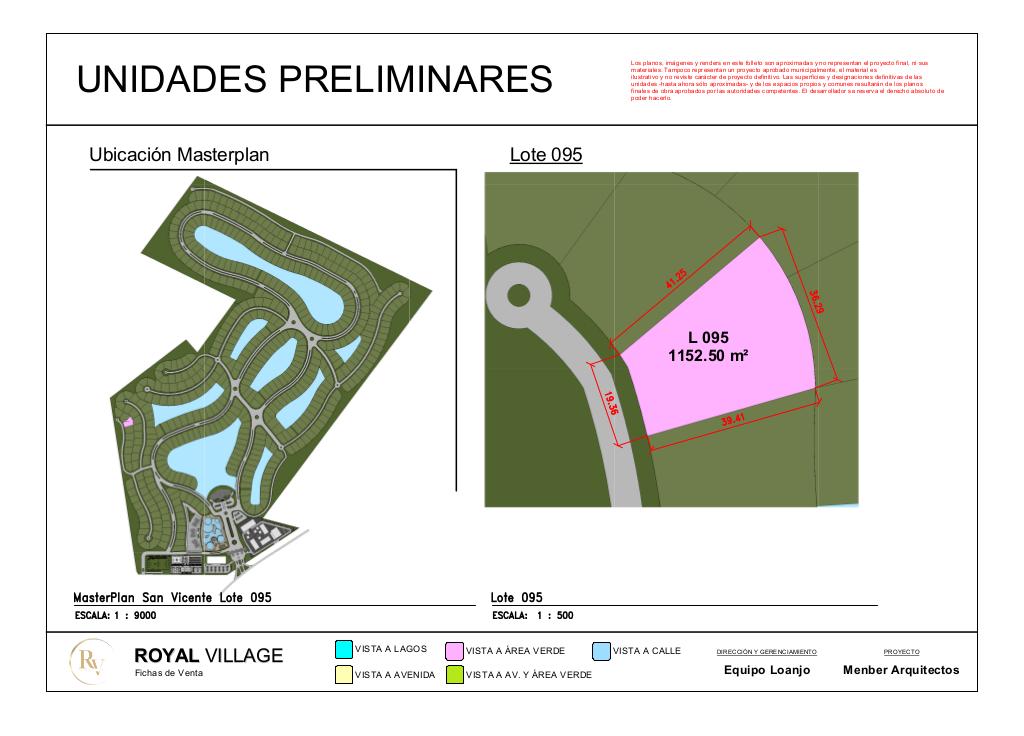 UNIDADES PRELIMINARES
Los planos, imágenes y renders en este folleto son aproximadas y no representan el proyecto final, ni sus
materiales. Tampoco representan un proyecto aprobado municipalmente, el material es
ilustrativo y no reviste carácter de proyecto definitivo. Las superficies y designaciones definitivas de las
unidades -hasta ahora sólo aproximadas- y de los espacios propios y comunes resultarán de los planos
finales de obra aprobados por las autoridades competentes. El desarrollador se reserva el derecho absoluto de
poder hacerlo.
Ubicación Masterplan
Lote 095
41.25
36.29
L 095
1152.50 m²
19.36
39.41
MasterPlan San Vicente Lote 095
ESCALA: 1 : 9000
Lote 095
ESCALA: 1 : 500
RV
ROYAL VILLAGE
Fichas de Venta
VISTA A LAGOS
VISTA A ÁREA VERDE
VISTA A CALLE
VISTA A AVENIDA
VISTA A AV. Y ÁREA VERDE
DIRECCIÓN Y GERENCIAMIENTO
Equipo Loanjo
PROYECTO
Menber Arquitectos